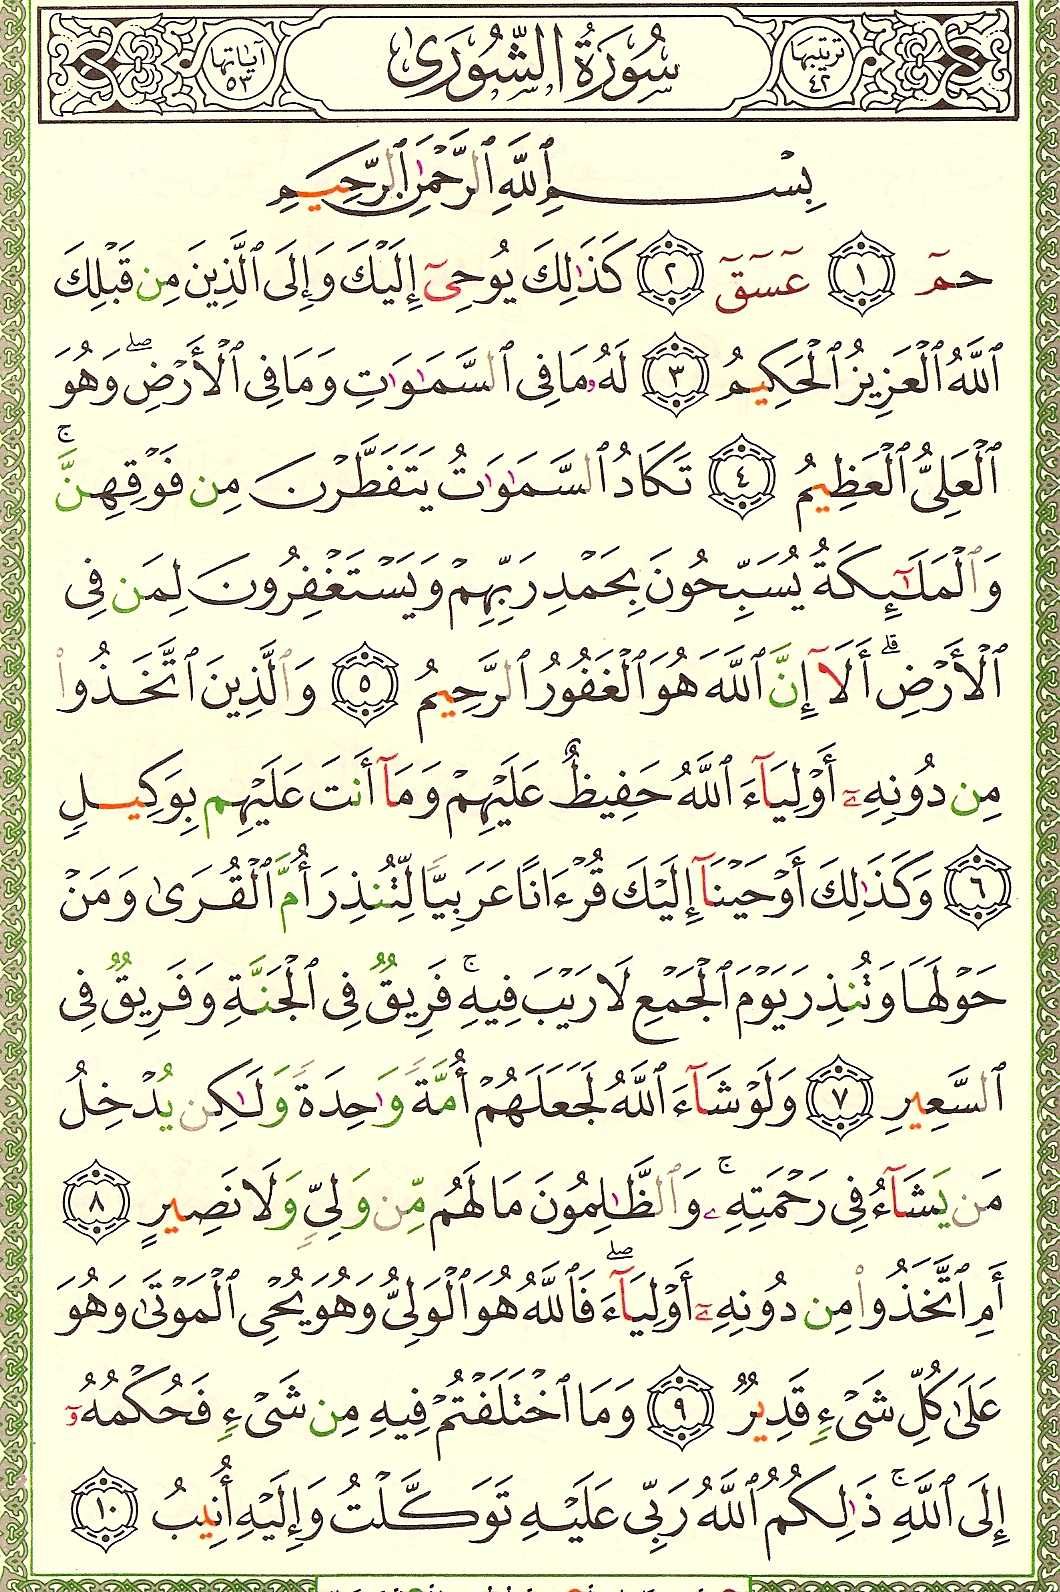 ترتيبها ٤٢ سُورَةُ الشُّورَىٰ آياتها ٥٣
بِسْمِ ٱللَّهِ ٱلرَّحْمَٰنِ ٱلرَّحِيمِ
حمٓ ١ عٓسٓقٓ ٢ كَذَٰلِكَ يُوحِىٓ إِلَيْكَ وَإِلَى ٱلَّذِينَ مِن قَبْلِكَ
ٱللَّهُ ٱلْعَزِيزُ ٱلْحَكِيمُ ٣ لَهُۥ مَا فِى ٱلسَّمَٰوَٰتِ وَمَا فِى ٱلْأَرْضِۖ وَهُوَ
ٱلْعَلِىُّ ٱلْعَظِيمُ ٤ تَكَادُ ٱلسَّمَٰوَٰتُ يَتَفَطَّرْنَ مِن فَوْقِهِنَّۚ
وَٱلْمَلَٰٓئِكَةُ يُسَبِّحُونَ بِحَمْدِ رَبِّهِمْ وَيَسْتَغْفِرُونَ لِمَن فِى
ٱلْأَرْضِۗ أَلَآ إِنَّ ٱللَّهَ هُوَ ٱلْغَفُورُ ٱلرَّحِيمُ ٥ وَٱلَّذِينَ ٱتَّخَذُوا۟
مِن دُونِهِۦٓ أَوْلِيَآءَ ٱللَّهُ حَفِيظٌ عَلَيْهِمْ وَمَآ أَنتَ عَلَيْهِم بِوَكِيلٍ
٦ وَكَذَٰلِكَ أَوْحَيْنَآ إِلَيْكَ قُرْءَانًا عَرَبِيًّا لِّتُنذِرَ أُمَّ ٱلْقُرَىٰ وَمَنْ
حَوْلَهَا وَتُنذِرَ يَوْمَ ٱلْجَمْعِ لَا رَيْبَ فِيهِۚ فَرِيقٌ فِى ٱلْجَنَّةِ وَفَرِيقٌ فِى
ٱلسَّعِيرِ ٧ وَلَوْ شَآءَ ٱللَّهُ لَجَعَلَهُمْ أُمَّةً وَٰحِدَةً وَلَٰكِن يُدْخِلُ
مَن يَشَآءُ فِى رَحْمَتِهِۦۚ وَٱلظَّٰلِمُونَ مَا لَهُم مِّن وَلِىٍّ وَلَا نَصِيرٍ ٨
أَمِ ٱتَّخَذُوا۟ مِن دُونِهِۦٓ أَوْلِيَآءَۖ فَٱللَّهُ هُوَ ٱلْوَلِىُّ وَهُوَ يُحْىِ ٱلْمَوْتَىٰ وَهُوَ
عَلَىٰ كُلِّ شَىْءٍ قَدِيرٌ ٩ وَمَا ٱخْتَلَفْتُمْ فِيهِ مِن شَىْءٍ فَحُكْمُهُۥٓ
إِلَى ٱللَّهِۚ ذَٰلِكُمُ ٱللَّهُ رَبِّى عَلَيْهِ تَوَكَّلْتُ وَإِلَيْهِ أُنِيبُ ١٠